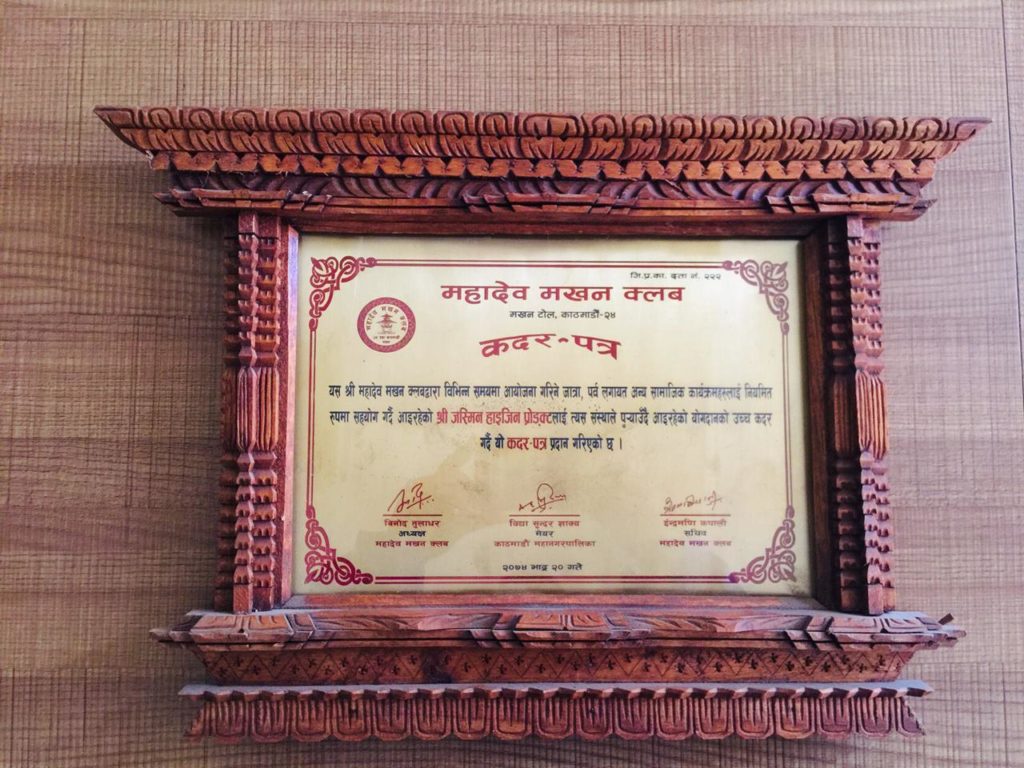 जि.प्र.का. दर्ता नं. २२२
महादेव मखन क्लब
मखन टोल, काठमाडौं-२४
कदर-पत्र
यस श्री महादेव मखन क्लबद्वारा विभिन्न समयमा आयोजना गरिने जात्रा, पर्व लगायत अन्य सामाजिक कार्यक्रमहरुलाई नियमित
रुपमा सहयोग गर्दै आइरहेको श्री जस्मिन हाइजिन प्रोडक्टलाई त्यस संस्थाले पुर्‍याउँदै आइरहेको योगदानको उच्च कदर
गर्दै यो कदर-पत्र प्रदान गरिएको छ ।
बिनोद तुलाधर
अध्यक्ष
महादेव मखन क्लब
विद्या सुन्दर शाक्य
मेयर
काठमाडौं महानगरपालिका
ईन्द्रमणि कपाली
सचिव
महादेव मखन क्लब
२०७४ भाद्र २० गते